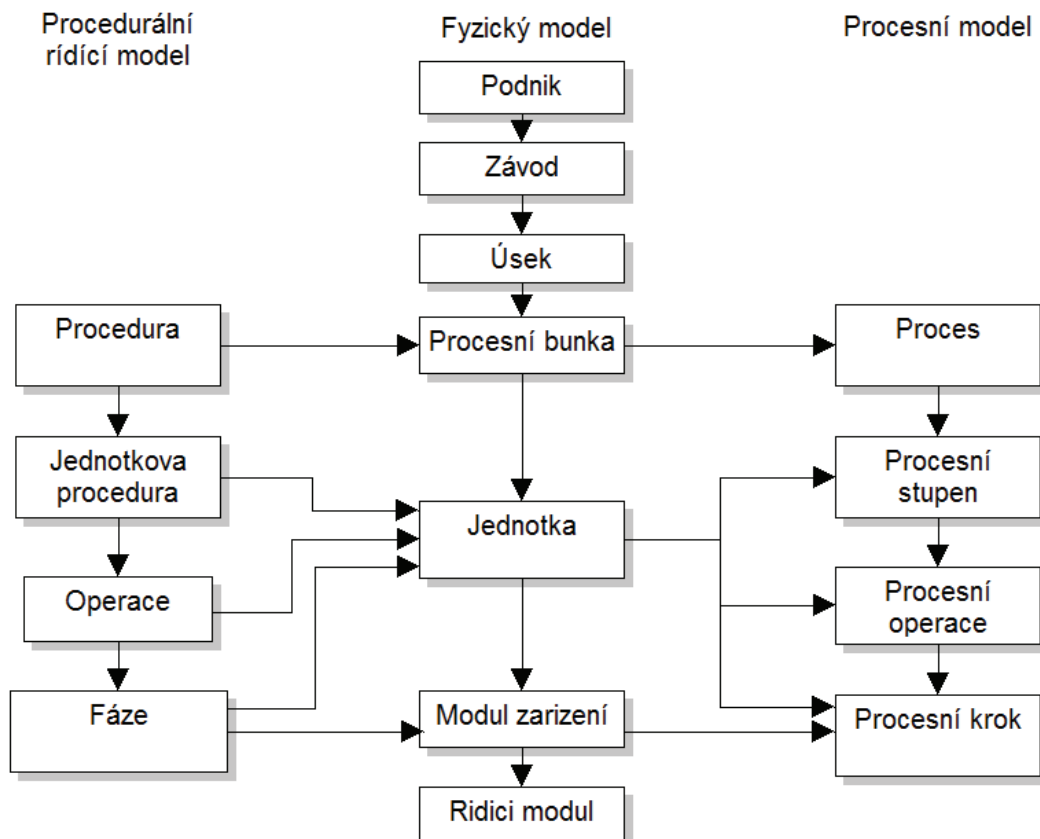 Procedurální
rídící model
Fyzický model
Procesní model
Podnik
Závod
Úsek
Procedura
Procesní bunka
Proces
Jednotkova
procedura
Jednotka
Procesní
stupen
Operace
Procesní
operace
Fáze
Modul zarizení
Procesní krok
Ridici modul